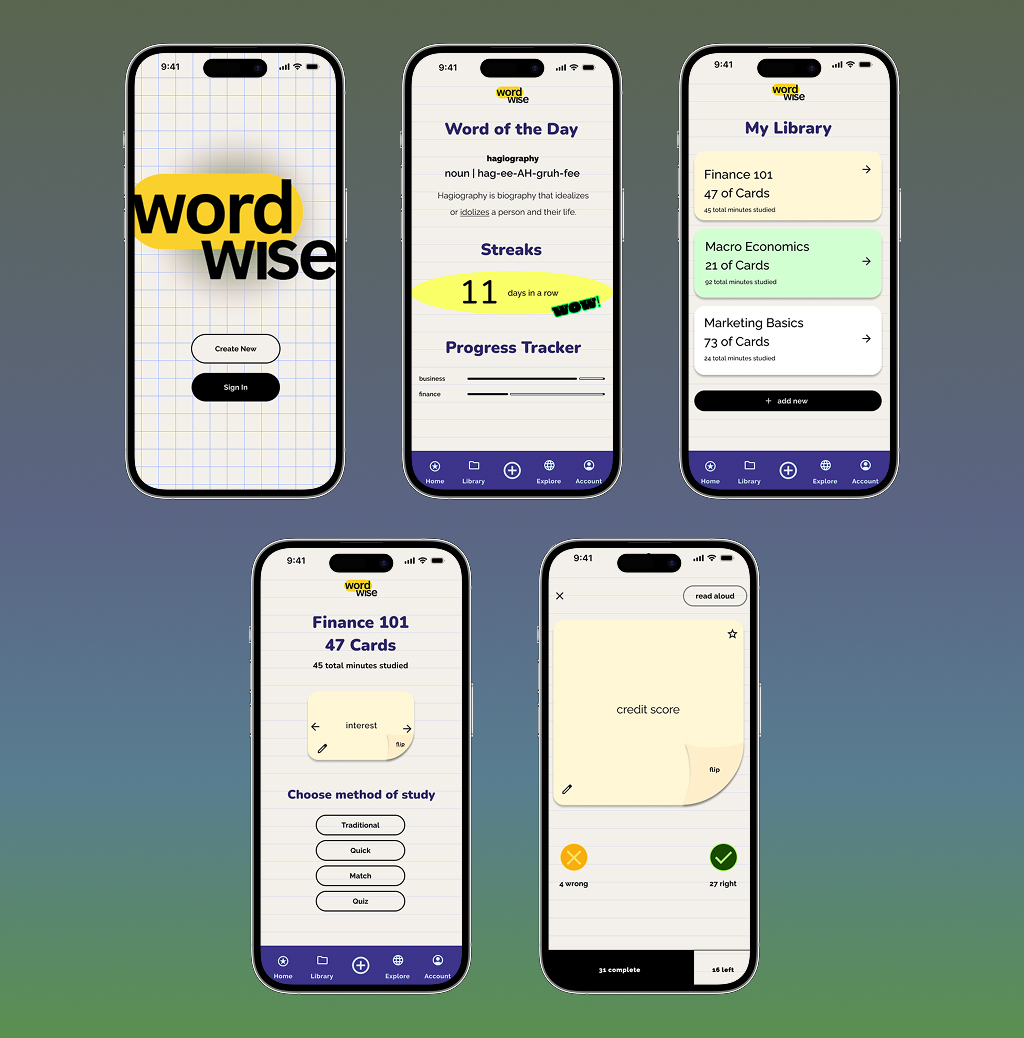 9:41
word
wise
Create New
Sign In
9:41
word
wise
Word of the Day
hagiography
noun | hag-ee-AH-gruh-fee
Hagiography is biography that idealizes
or idolizes a person and their life.
Streaks
11 days in a row
WOW!
Progress Tracker
business
finance
Home Library Explore Account
9:41
word
wise
My Library
Finance 101
47 of Cards
45 total minutes studied
Macro Economics
21 of Cards
92 total minutes studied
Marketing Basics
73 of Cards
24 total minutes studied
+ add new
Home Library Explore Account
9:41
word
wise
Finance 101
47 Cards
45 total minutes studied
interest
flip
Choose method of study
Traditional
Quick
Match
Quiz
Home Library Explore Account
9:41
read aloud
credit score
flip
4 wrong 27 right
31 complete 16 left